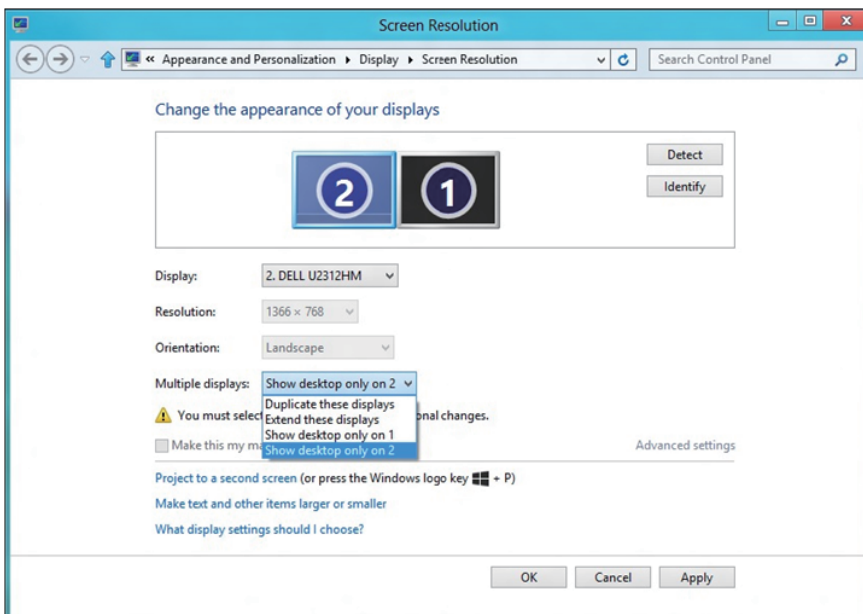 Screen Resolution
« Appearance and Personalization ▸ Display ▸ Screen Resolution
Search Control Panel
Change the appearance of your displays
2
1
Detect
Identify
Display: 2. DELL U2312HM
Resolution: 1366 × 768
Orientation: Landscape
Multiple displays: Show desktop only on 2
Duplicate these displays
Extend these displays
Show desktop only on 1
Show desktop only on 2
You must selec onal changes.
Make this my m
Advanced settings
Project to a second screen (or press the Windows logo key + P)
Make text and other items larger or smaller
What display settings should I choose?
OK Cancel Apply